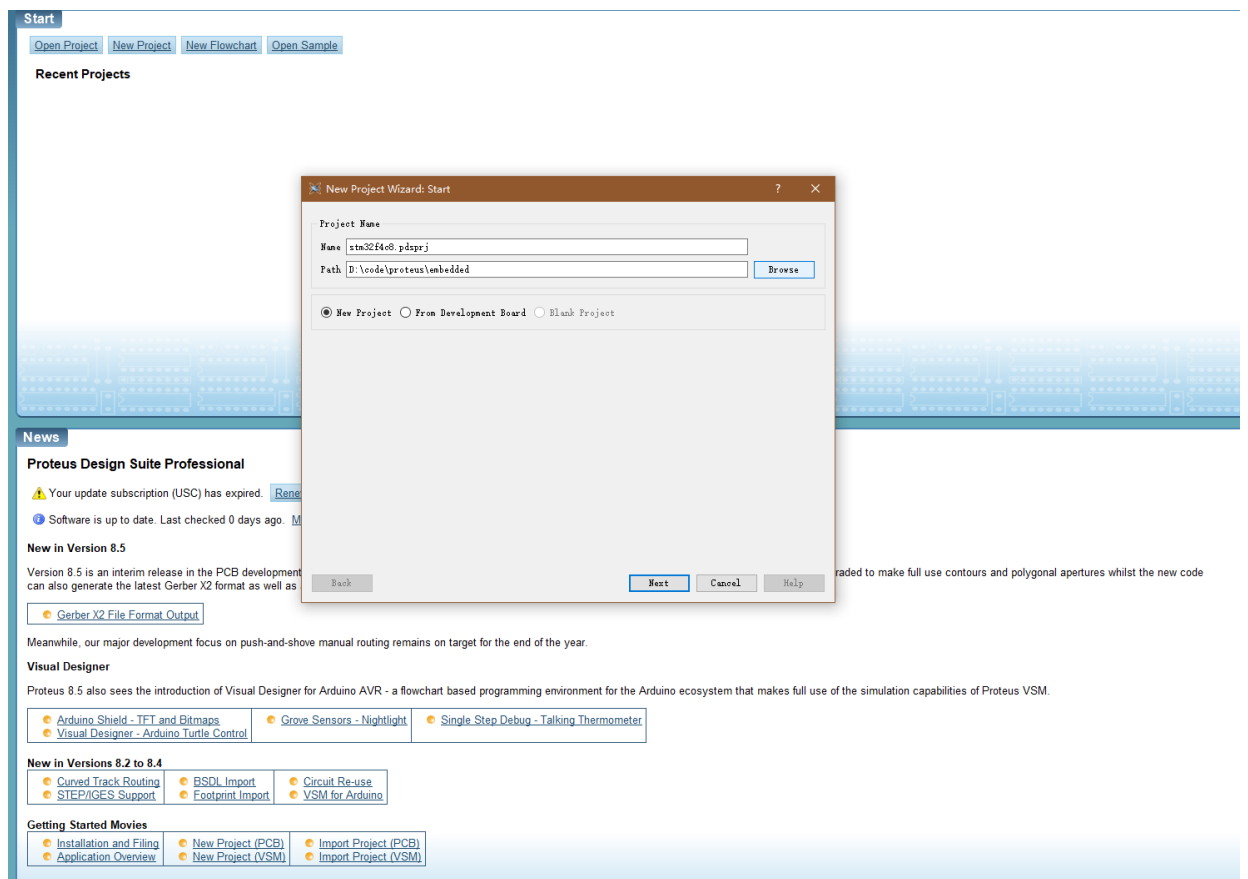 Start
Open Project New Project New Flowchart Open Sample
Recent Projects
New Project Wizard: Start ? ×
Project Name
Name stm32f4c8.pdsprj
Path D:\code\proteus\embedded Browse
New Project From Development Board Blank Project
Back Next Cancel Help
News
Proteus Design Suite Professional
Your update subscription (USC) has expired. Rene
Software is up to date. Last checked 0 days ago. M
New in Version 8.5
Version 8.5 is an interim release in the PCB development raded to make full use contours and polygonal apertures whilst the new code
can also generate the latest Gerber X2 format as well as
Gerber X2 File Format Output
Meanwhile, our major development focus on push-and-shove manual routing remains on target for the end of the year.
Visual Designer
Proteus 8.5 also sees the introduction of Visual Designer for Arduino AVR - a flowchart based programming environment for the Arduino ecosystem that makes full use of the simulation capabilities of Proteus VSM.
Arduino Shield - TFT and Bitmaps Grove Sensors - Nightlight Single Step Debug - Talking Thermometer
Visual Designer - Arduino Turtle Control
New in Versions 8.2 to 8.4
Curved Track Routing BSDL Import Circuit Re-use
STEP/IGES Support Footprint Import VSM for Arduino
Getting Started Movies
Installation and Filing New Project (PCB) Import Project (PCB)
Application Overview New Project (VSM) Import Project (VSM)